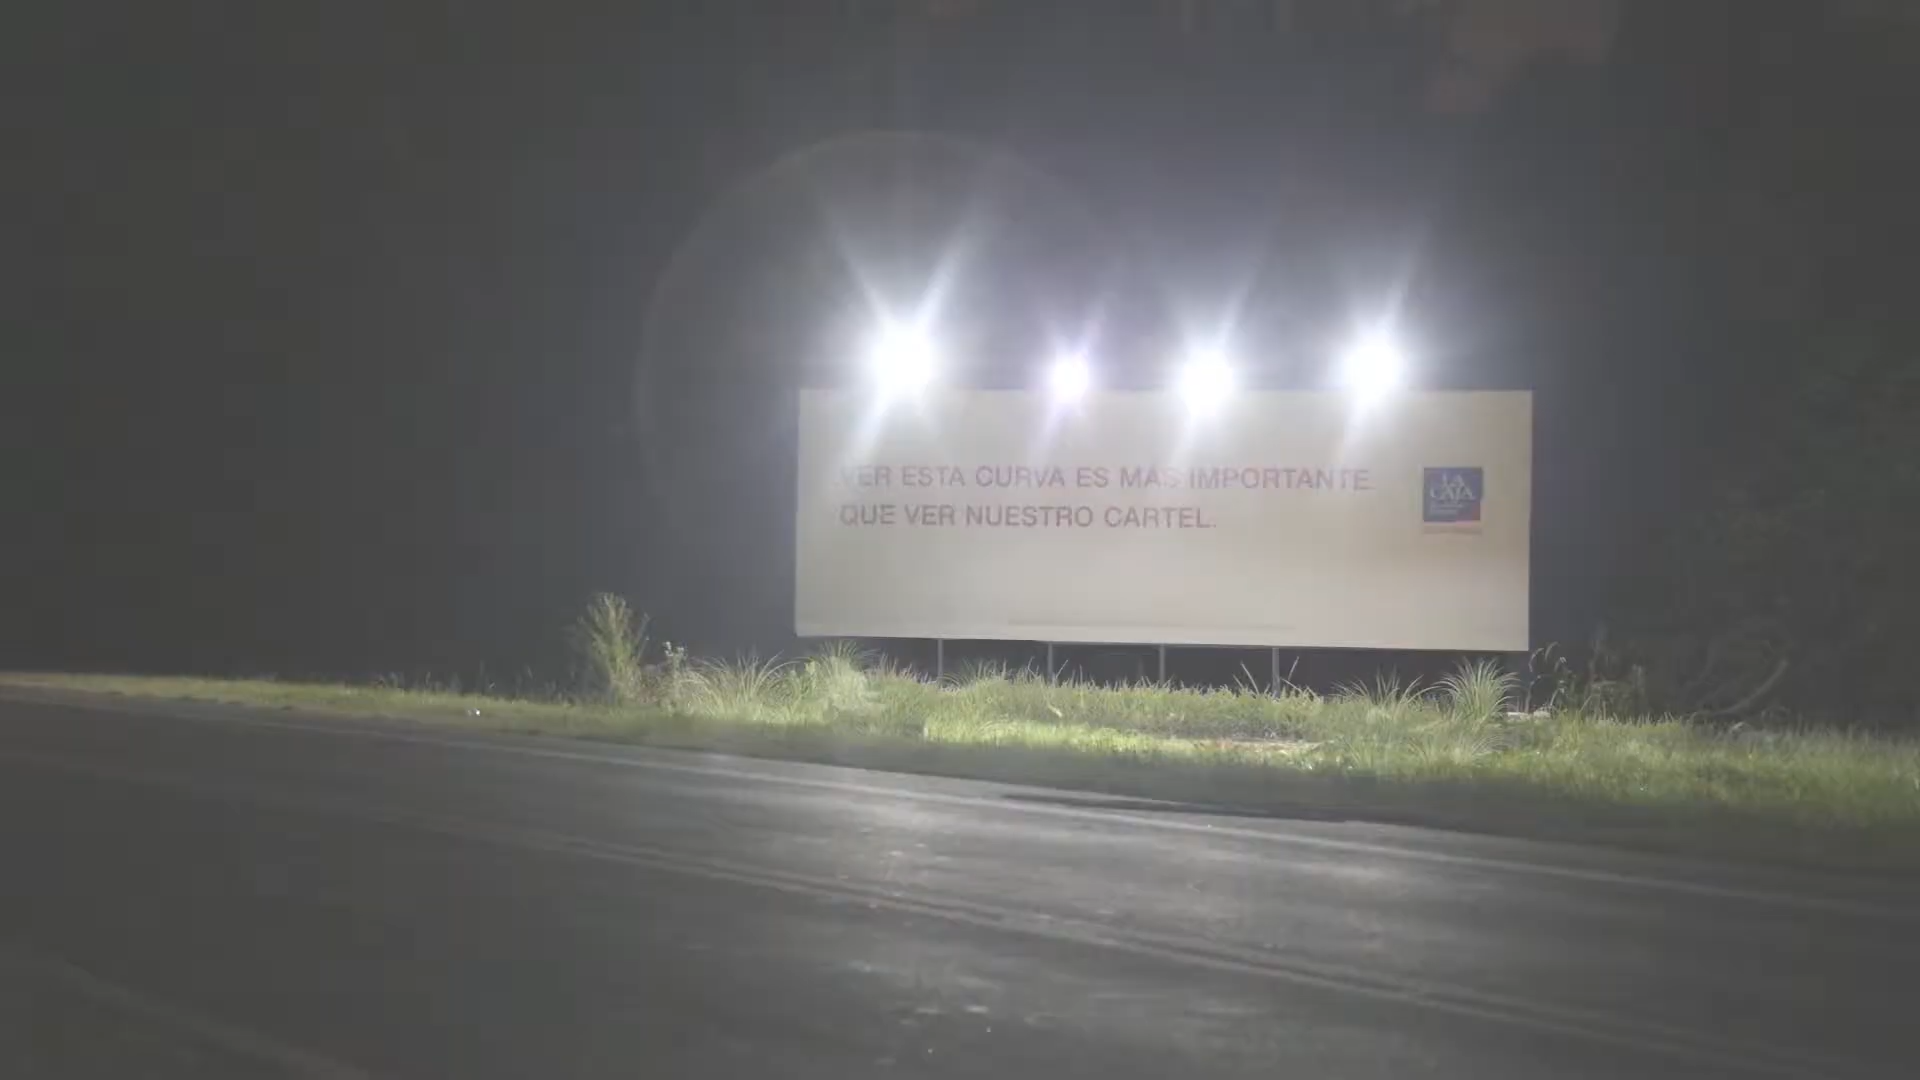 VER ESTA CURVA ES MÁS IMPORTANTE
QUE VER NUESTRO CARTEL.
LA
CAJA